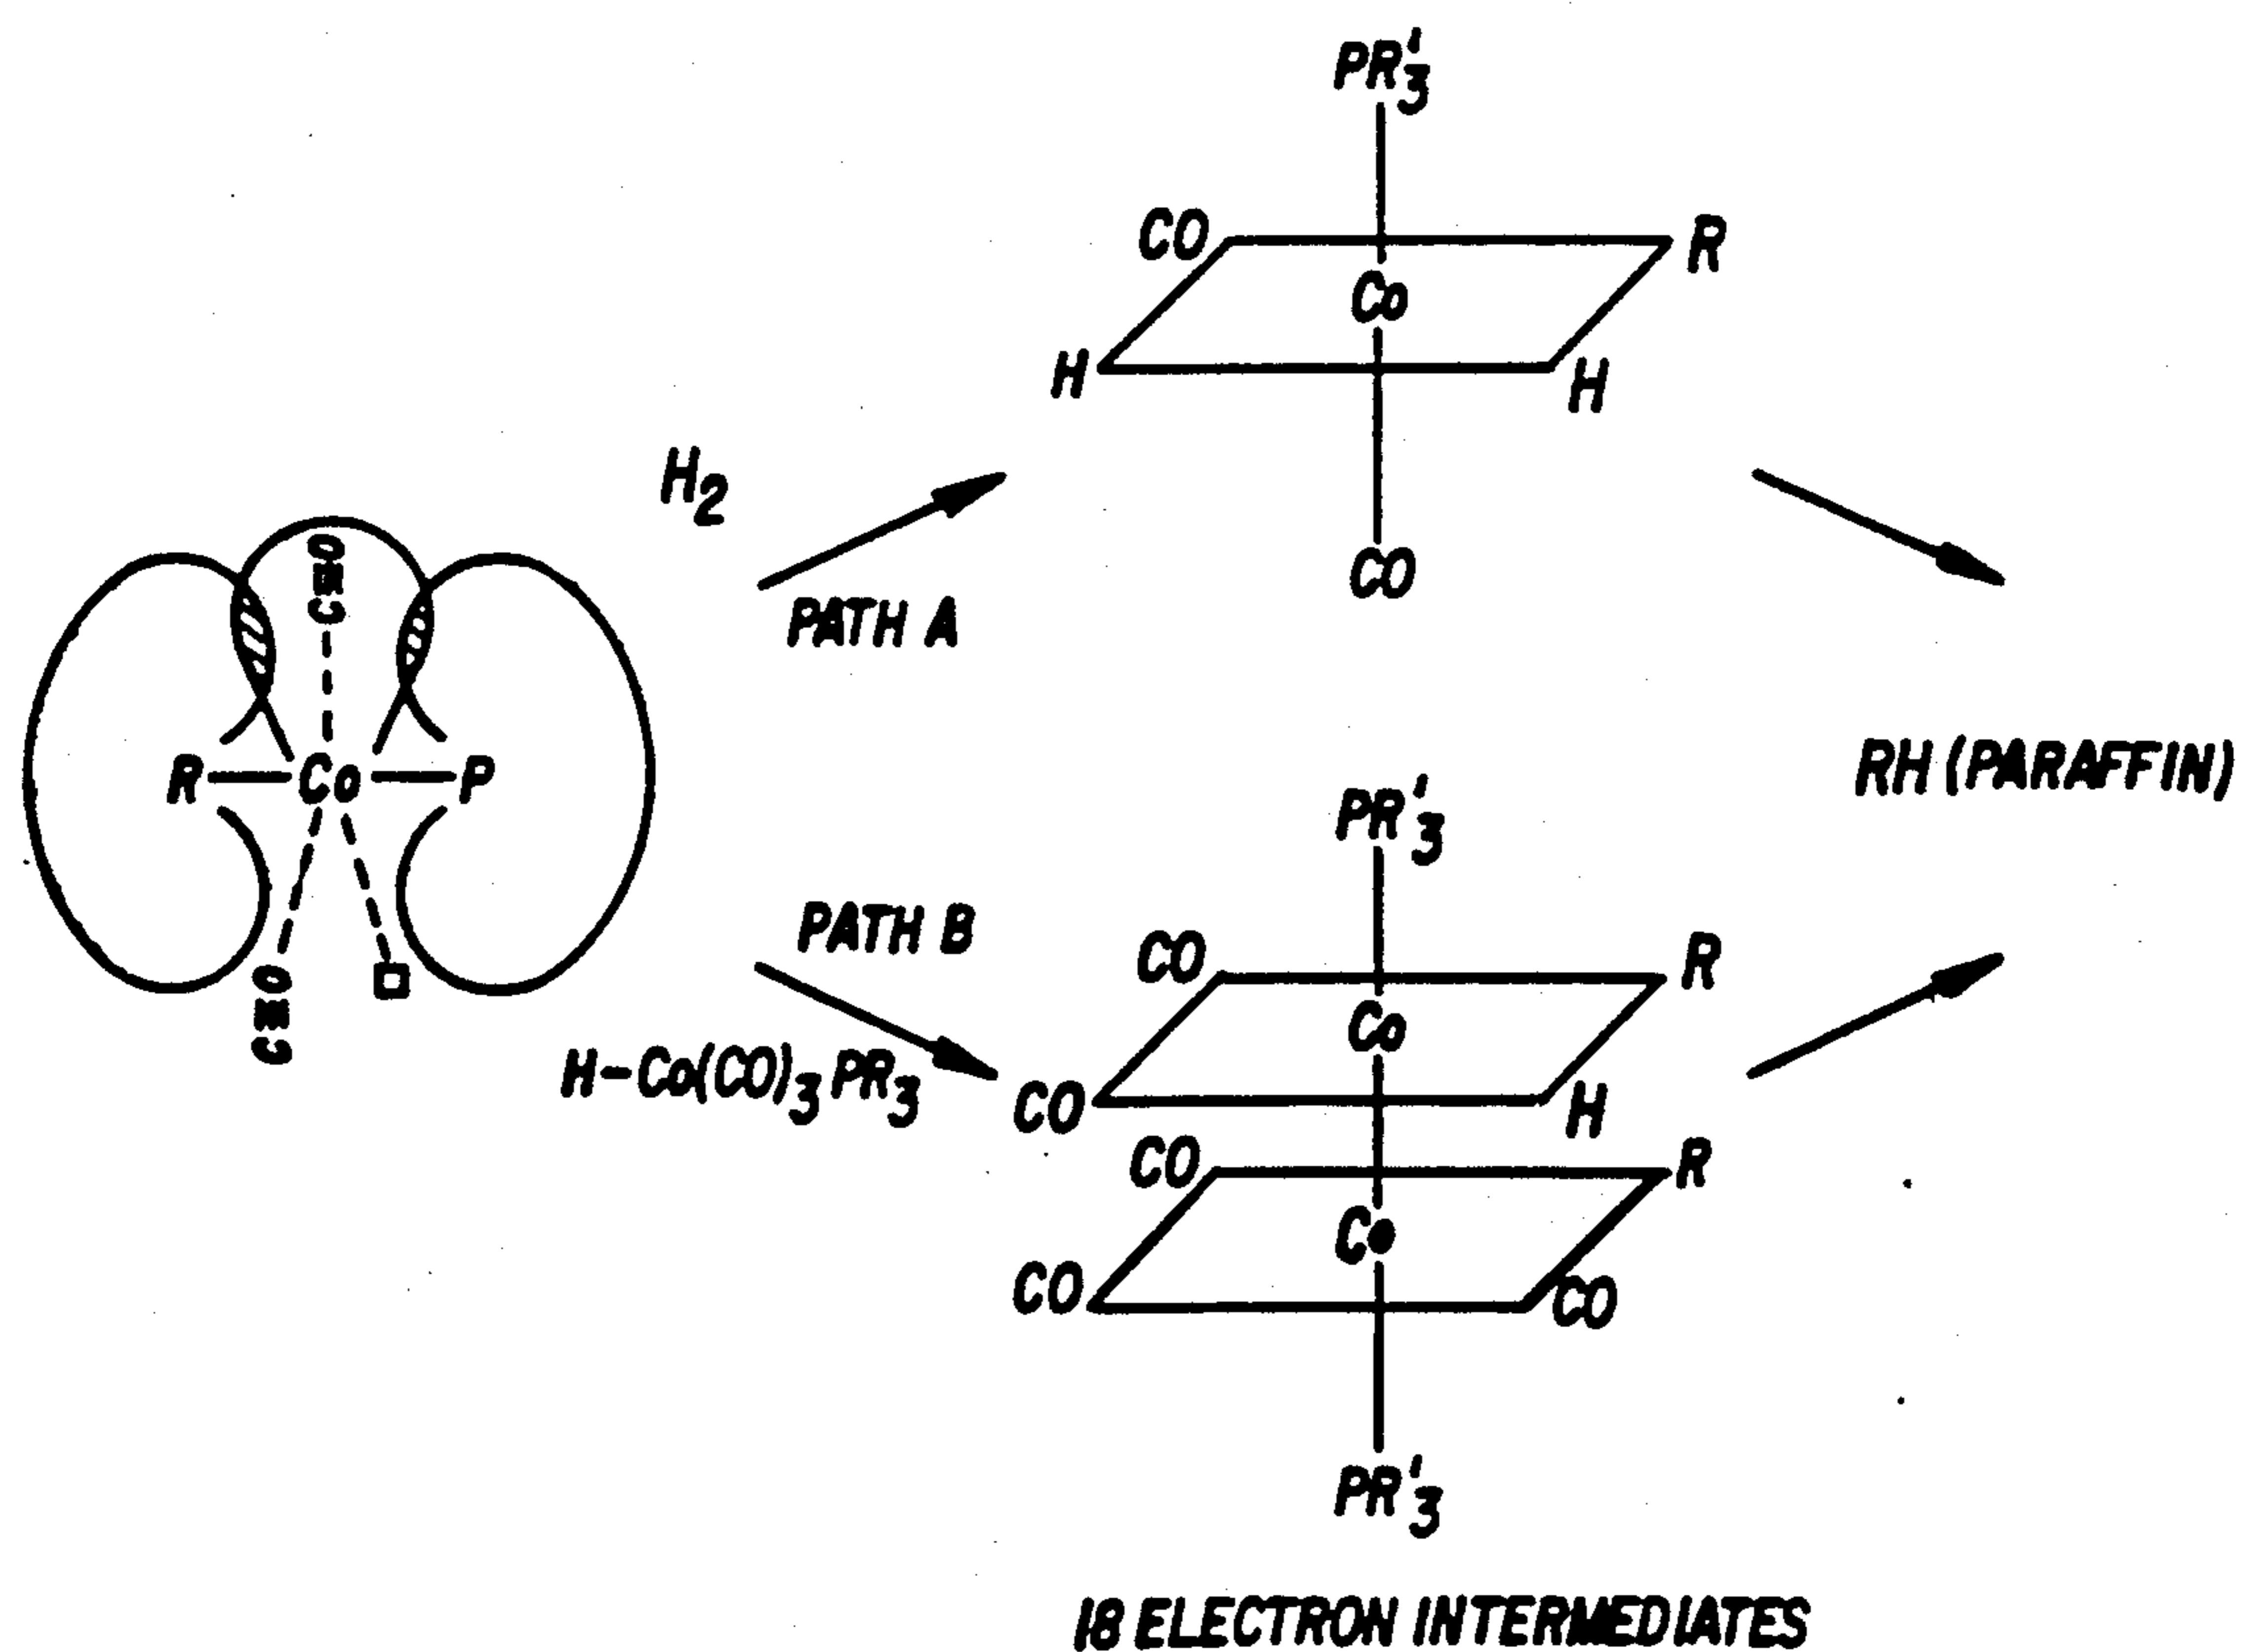 O≡C
R—Co—P
O≡C
H2
PATH A
PATH B
H-Co(CO)3PR3
PR'3
CO
R
Co
H
H
CO
PR'3
CO
R
Co
CO
H
CO
R
Co
CO
CO
PR'3
RH (PARAFFIN)
18 ELECTRON INTERMEDIATES